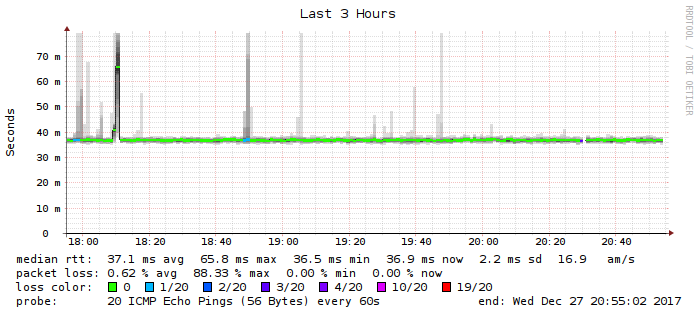 Last 3 Hours
RRDTOOL / TOBI OETIKER
Seconds
70 m
60 m
50 m
40 m
30 m
20 m
10 m
0
18:00 18:20 18:40 19:00 19:20 19:40 20:00 20:20 20:40
median rtt: 37.1 ms avg 65.8 ms max 36.5 ms min 36.9 ms now 2.2 ms sd 16.9 am/s
packet loss: 0.62 % avg 88.33 % max 0.00 % min 0.00 % now
loss color: 0 1/20 2/20 3/20 4/20 10/20 19/20
probe: 20 ICMP Echo Pings (56 Bytes) every 60s end: Wed Dec 27 20:55:02 2017